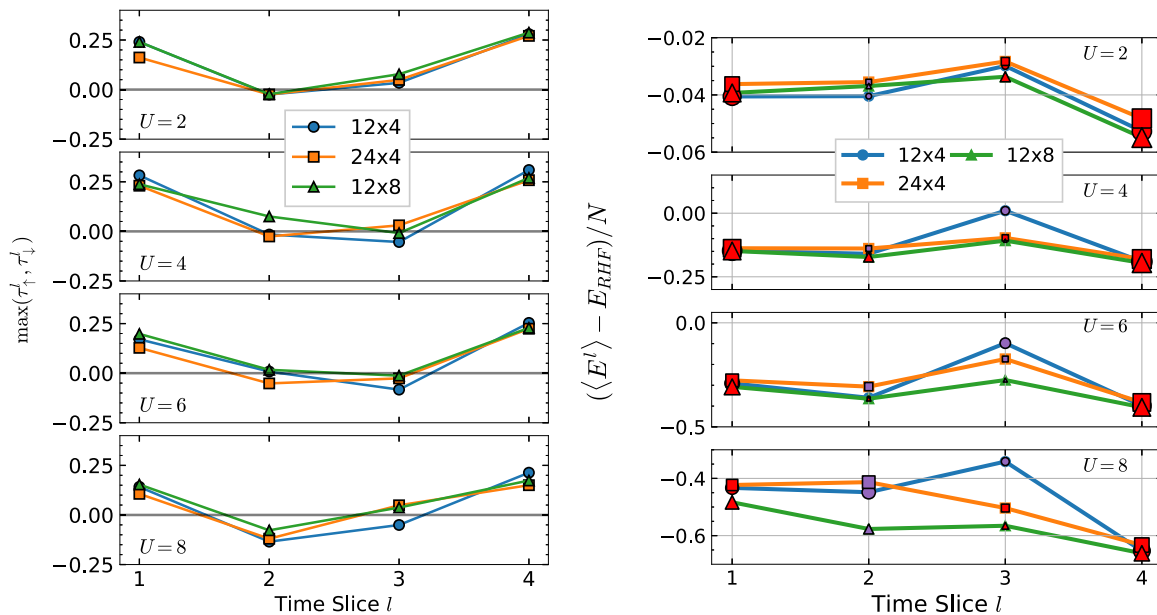 max(τ↑ˡ, τ↓ˡ)
0.25
0.00
−0.25
U = 2
12x4
24x4
12x8
0.25
0.00
−0.25
U = 4
0.25
0.00
−0.25
U = 6
0.25
0.00
−0.25
U = 8
1 2 3 4
Time Slice l
(⟨Eˡ⟩ − E_RHF)/N
−0.02
−0.04
−0.06
U = 2
12x4 12x8
24x4
0.00
−0.25
U = 4
0.0
−0.5
U = 6
−0.4
−0.6
U = 8
1 2 3 4
Time Slice l